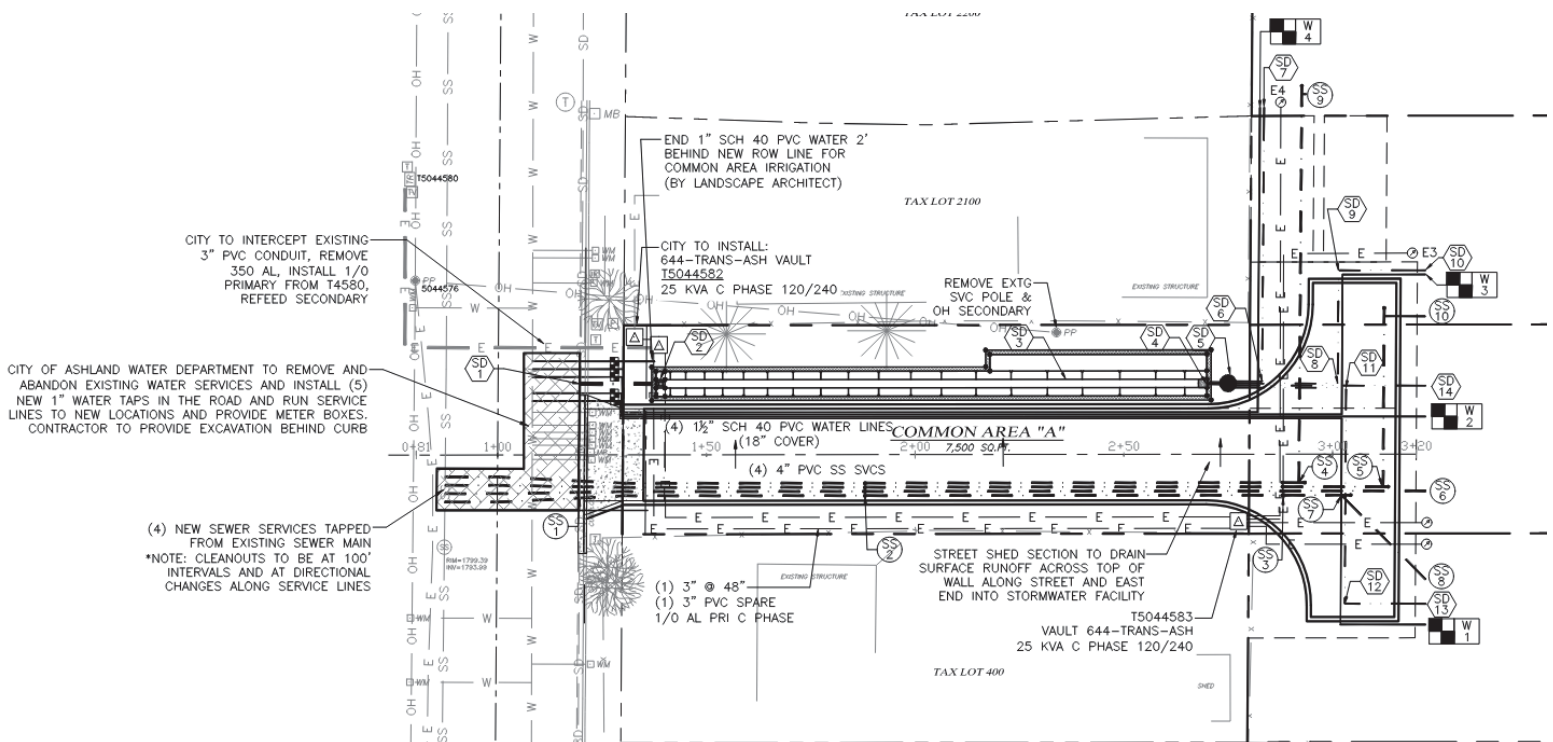 TAX LOT 2200
W
4
SD
7
E4
SS
9
T
MB
END 1" SCH 40 PVC WATER 2'
BEHIND NEW ROW LINE FOR
COMMON AREA IRRIGATION
(BY LANDSCAPE ARCHITECT)
T
T5044580
TV
TAX LOT 2100
SD
9
CITY TO INTERCEPT EXISTING
3" PVC CONDUIT, REMOVE
350 AL, INSTALL 1/0
PRIMARY FROM T4580,
REFEED SECONDARY
CITY TO INSTALL:
644-TRANS-ASH VAULT
T5044582
25 KVA C PHASE 120/240
EXISTING STRUCTURE
REMOVE EXTG
SVC POLE &
OH SECONDARY
EXISTING STRUCTURE
E3
SD
10
W
3
PP
5044576
SD
6
SS
10
PP
SD
1
SD
2
SD
3
SD
4
SD
5
SD
8
SD
11
SD
14
CITY OF ASHLAND WATER DEPARTMENT TO REMOVE AND
ABANDON EXISTING WATER SERVICES AND INSTALL (5)
NEW 1" WATER TAPS IN THE ROAD AND RUN SERVICE
LINES TO NEW LOCATIONS AND PROVIDE METER BOXES.
CONTRACTOR TO PROVIDE EXCAVATION BEHIND CURB
W
2
(4) 1½" SCH 40 PVC WATER LINES
(18" COVER)
COMMON AREA "A"
7,500 SQ.FT.
0+81
1+00
1+50
2+00
2+50
3+00
3+20
(4) 4" PVC SS SVCS
SS
4
SS
5
SS
6
SS
7
(4) NEW SEWER SERVICES TAPPED
FROM EXISTING SEWER MAIN
*NOTE: CLEANOUTS TO BE AT 100'
INTERVALS AND AT DIRECTIONAL
CHANGES ALONG SERVICE LINES
SS
1
SS
2
SS
3
SS
8
SS
RIM=1799.39
INV=1793.99
STREET SHED SECTION TO DRAIN
SURFACE RUNOFF ACROSS TOP OF
WALL ALONG STREET AND EAST
END INTO STORMWATER FACILITY
(1) 3" @ 48"
(1) 3" PVC SPARE
1/0 AL PRI C PHASE
EXISTING STRUCTURE
SD
12
SD
13
T5044583
VAULT 644-TRANS-ASH
25 KVA C PHASE 120/240
W
1
WM
WM
WM
TAX LOT 400
SHED